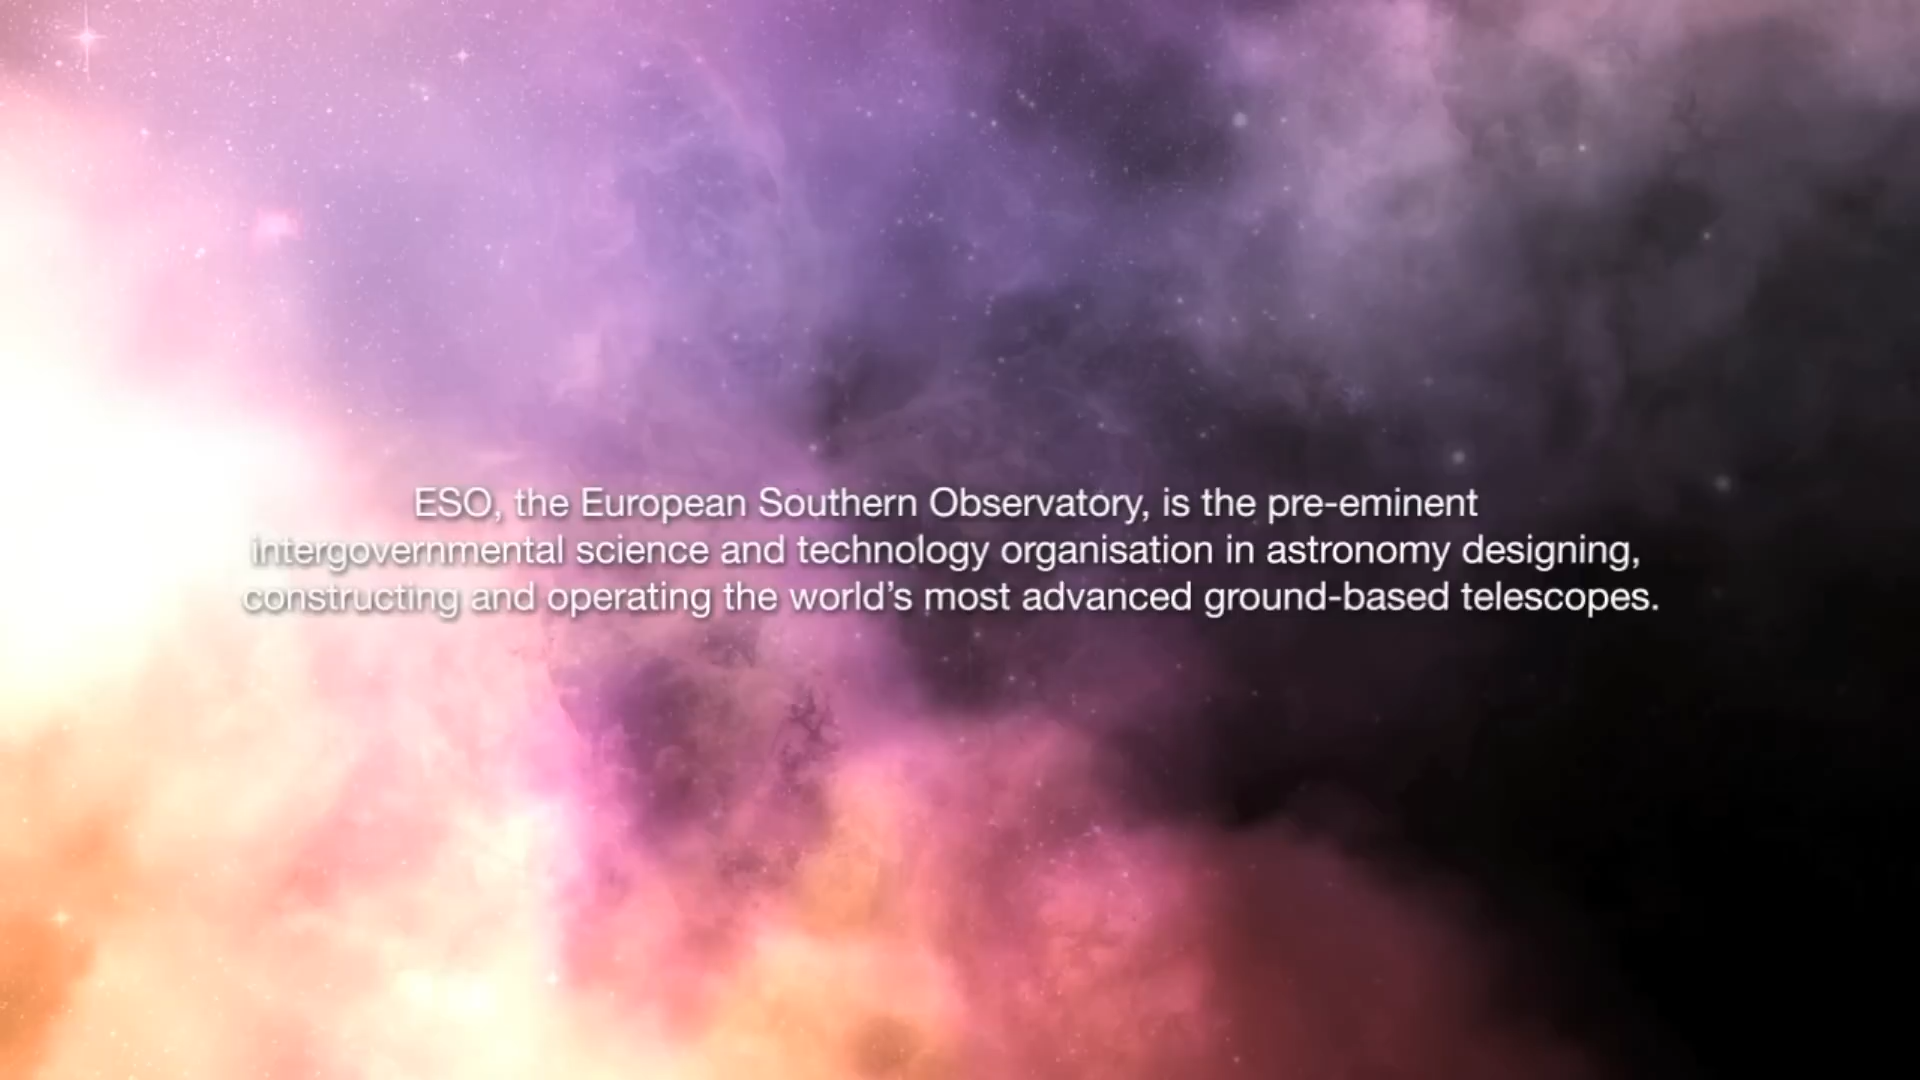 ESO, the European Southern Observatory, is the pre-eminent
intergovernmental science and technology organisation in astronomy designing,
constructing and operating the world’s most advanced ground-based telescopes.